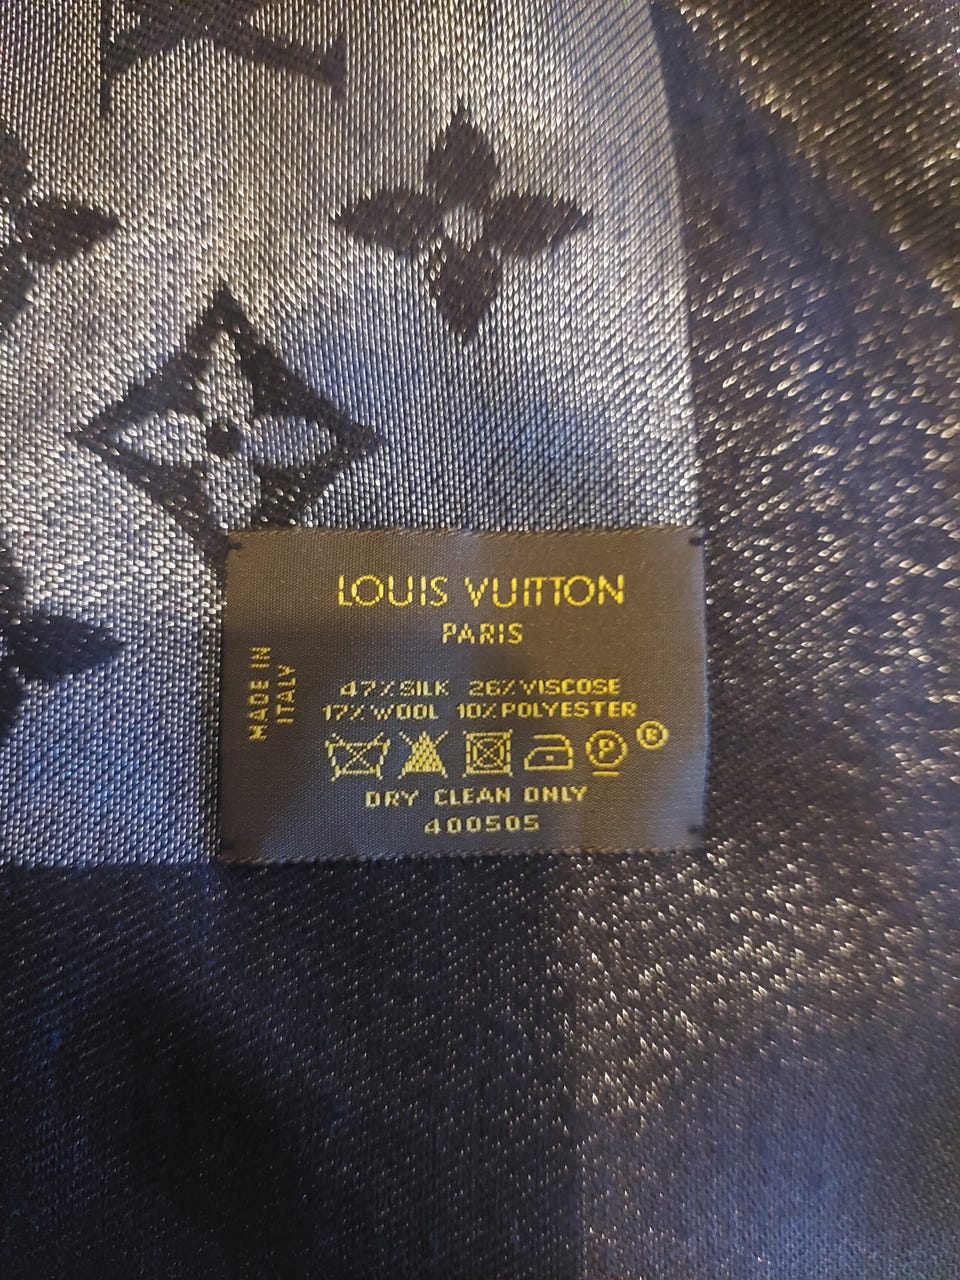 LOUIS VUITTON
PARIS
MADE IN
ITALY
47% SILK 26% VISCOSE
17% WOOL 10% POLYESTER
P ®
DRY CLEAN ONLY
400505